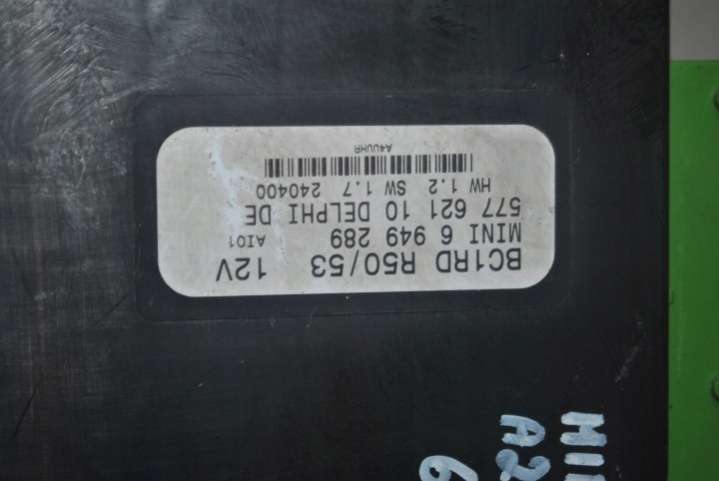 BC1RD R50/53 12V
MINI 6 949 289 AI01
577 621 10 DELPHI DE
HW 1.2 SW 1.7 240400
A4UUHR